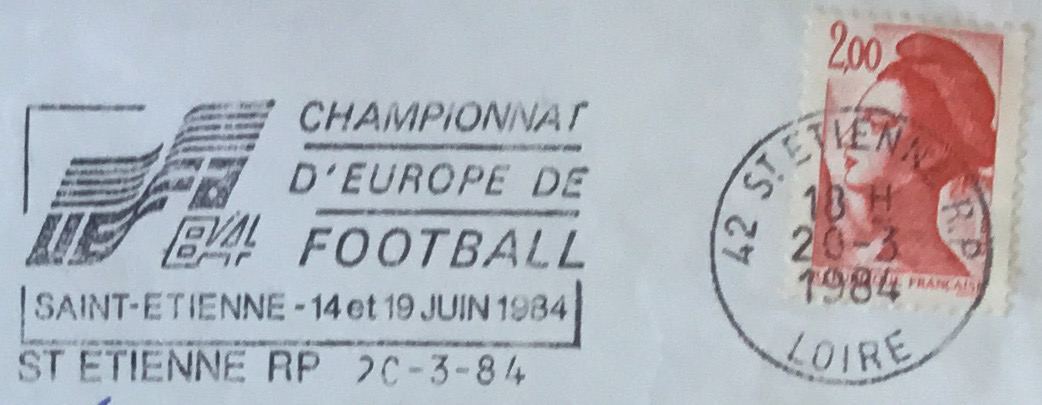 CHAMPIONNAT
D'EUROPE DE
FOOTBALL
SAINT-ETIENNE - 14 et 19 JUIN 1984
ST ETIENNE RP 20-3-84
2,00
42 ST ETIENNE RP
18 H
20-3
1984
LOIRE
FRANÇAISE